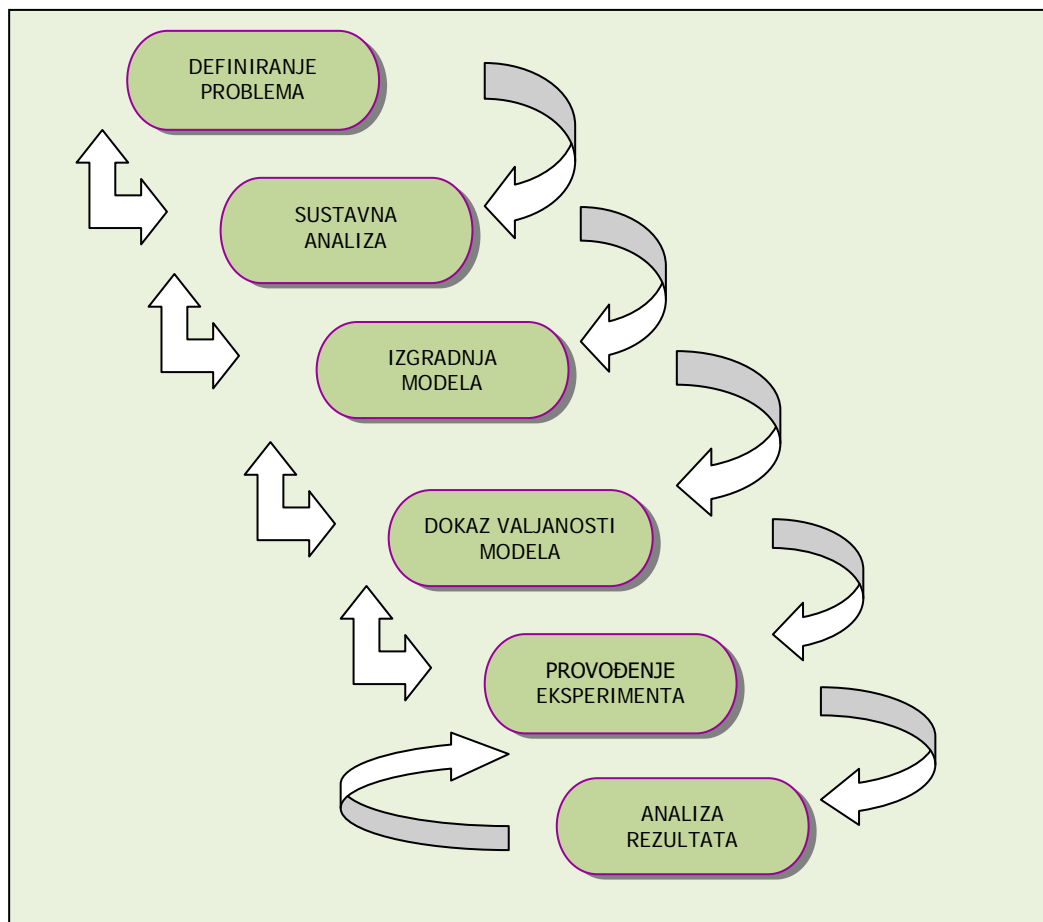 DEFINIRANJE
PROBLEMA
SUSTAVNA
ANALIZA
IZGRADNJA
MODELA
DOKAZ VALJANOSTI
MODELA
PROVOĐENJE
EKSPERIMENTA
ANALIZA
REZULTATA